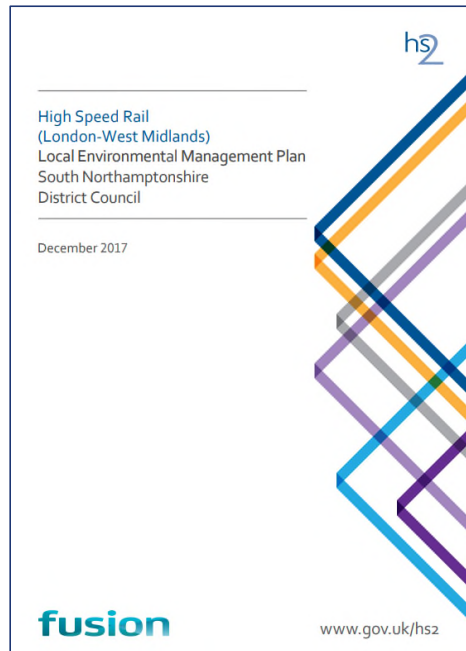 hs2
High Speed Rail
(London-West Midlands)
Local Environmental Management Plan
South Northamptonshire
District Council
December 2017
fusion
www.gov.uk/hs2